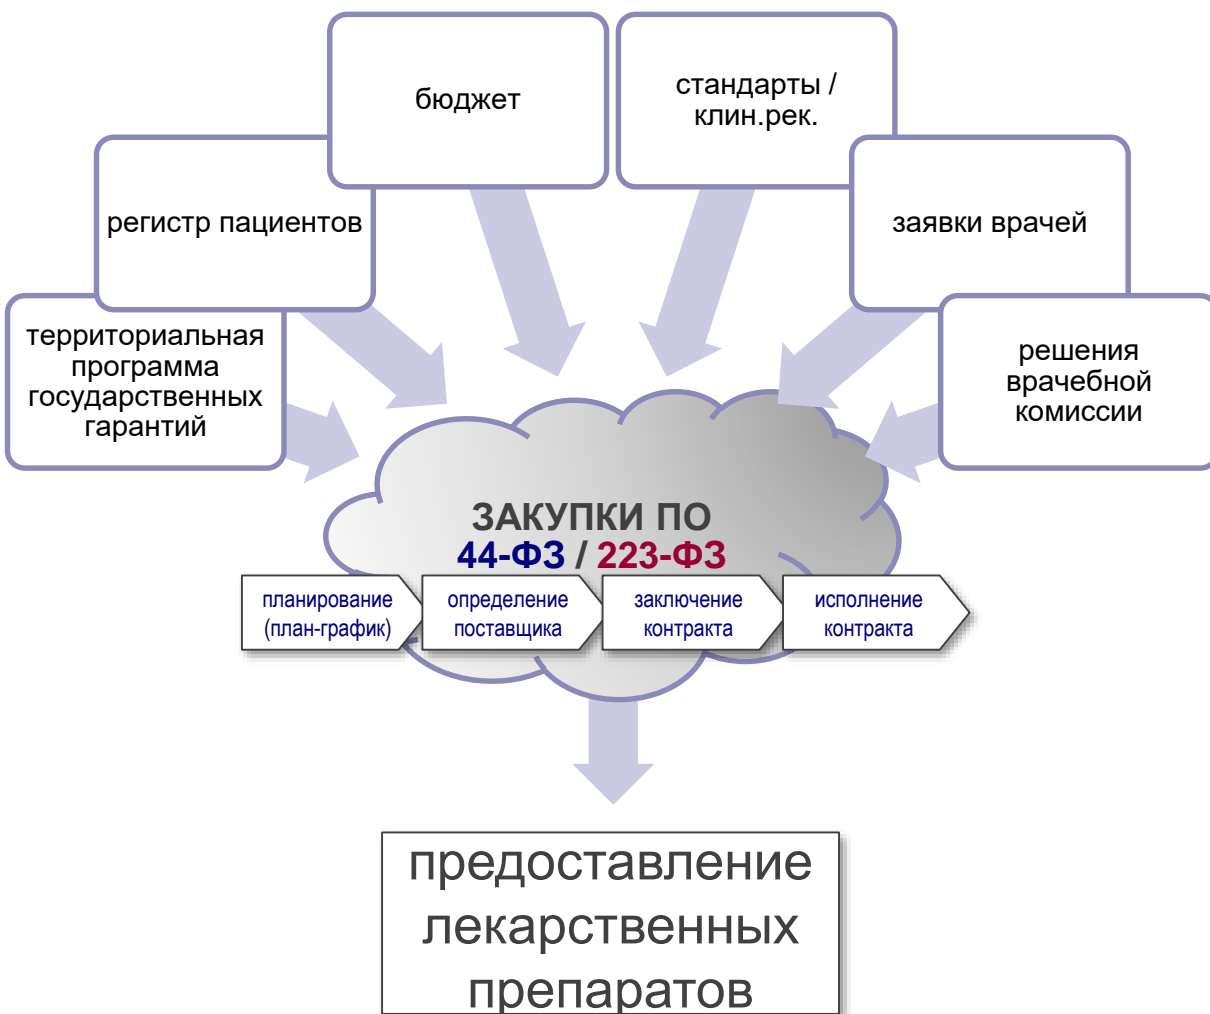 бюджет
стандарты /
клин.рек.
регистр пациентов
заявки врачей
территориальная
программа
государственных
гарантий
решения
врачебной
комиссии
ЗАКУПКИ ПО
44-ФЗ / 223-ФЗ
планирование
(план-график)
определение
поставщика
заключение
контракта
исполнение
контракта
предоставление
лекарственных
препаратов